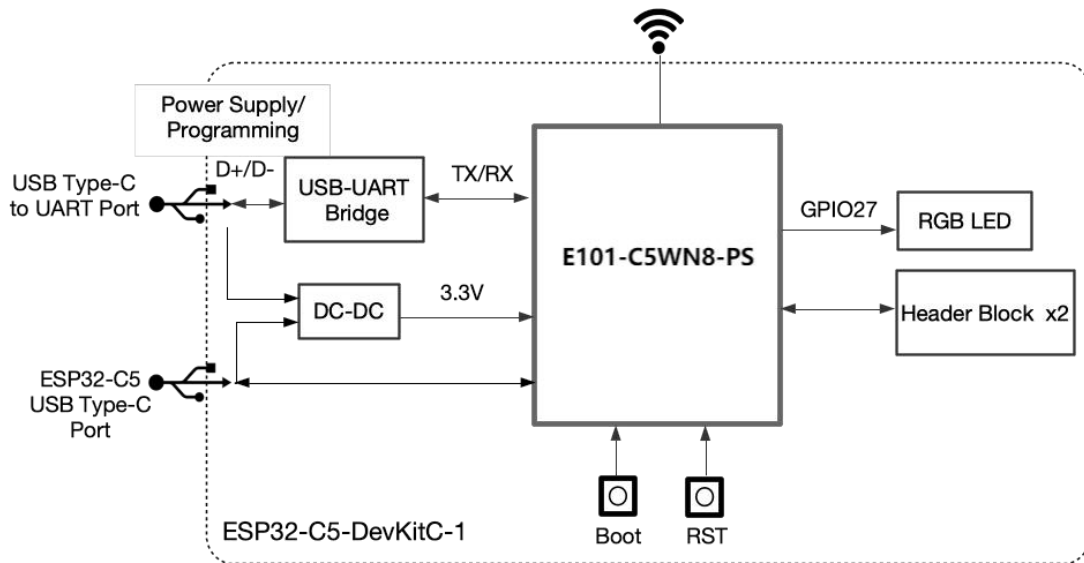 Power Supply/
Programming
D+/D-
USB Type-C
to UART Port
USB-UART
Bridge
TX/RX
E101-C5WN8-PS
GPIO27
RGB LED
DC-DC
3.3V
Header Block x2
ESP32-C5
USB Type-C
Port
ESP32-C5-DevKitC-1
Boot
RST